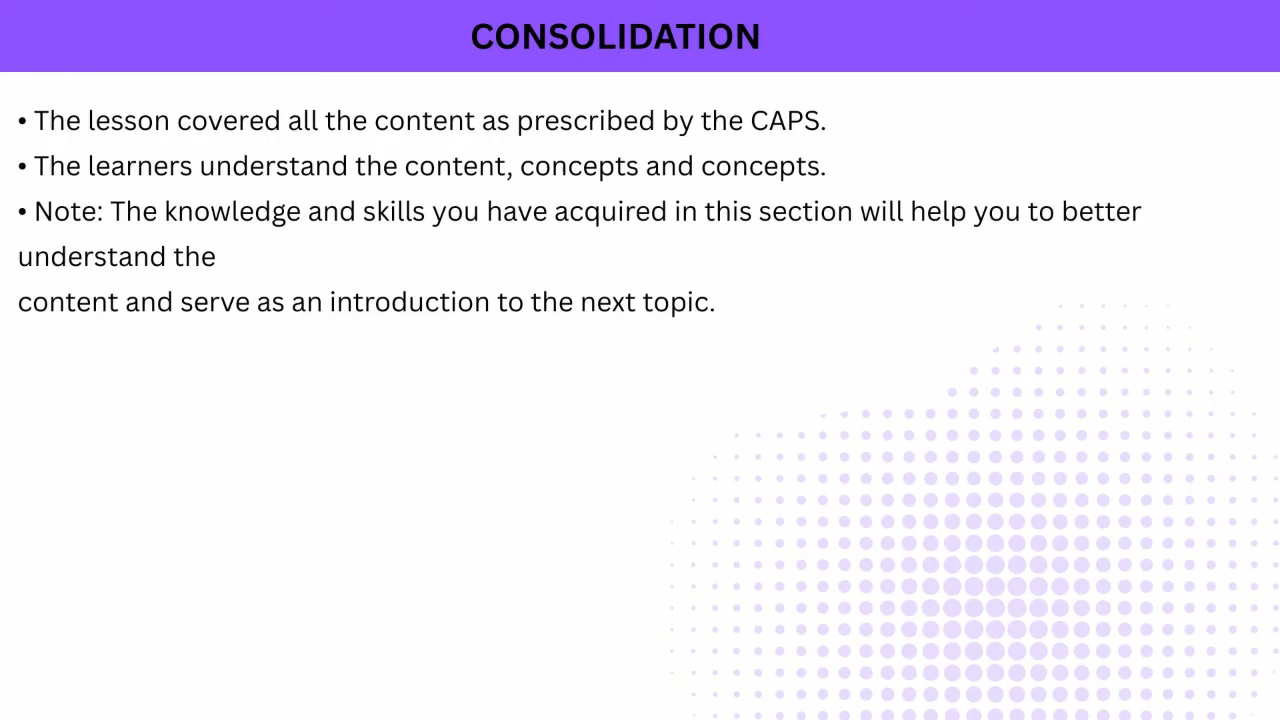 CONSOLIDATION
• The lesson covered all the content as prescribed by the CAPS.
• The learners understand the content, concepts and concepts.
• Note: The knowledge and skills you have acquired in this section will help you to better
understand the
content and serve as an introduction to the next topic.